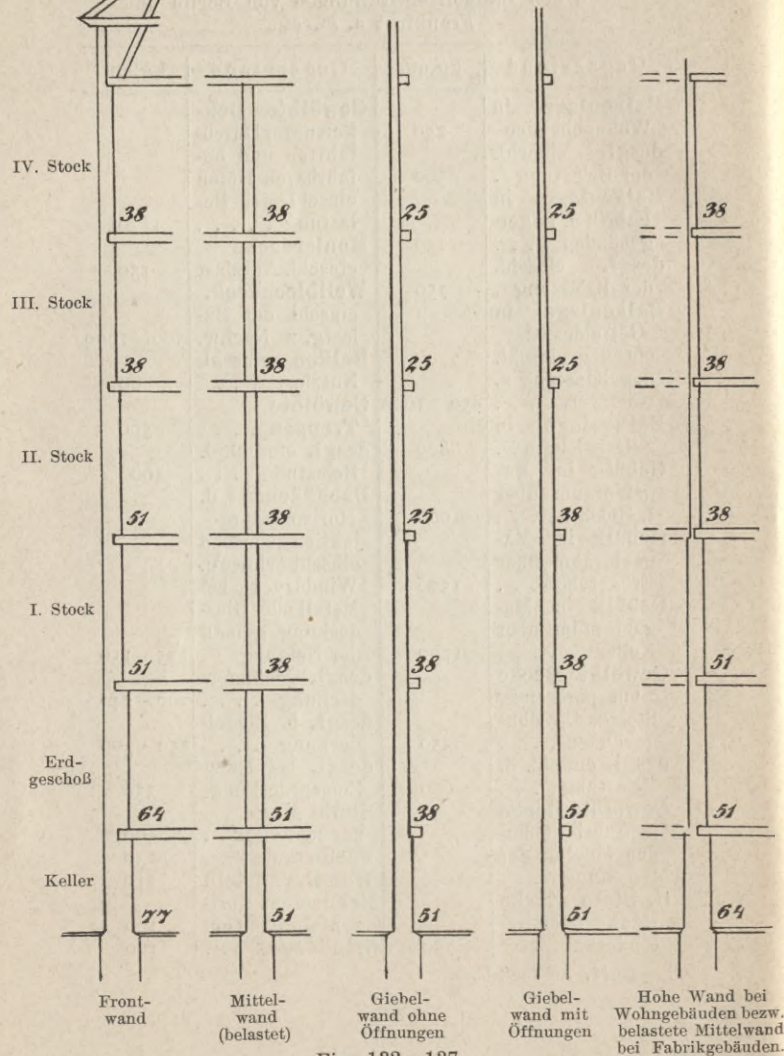 IV. Stock
38 38 25 25 38
III. Stock
38 38 25 25 38
II. Stock
51 38 25 38 38
I. Stock
51 38 38 38 51
Erd-
geschoß
64 51 38 51 51
Keller
77 51 51 51 64
Front-
wand
Mittel-
wand
(belastet)
Giebel-
wand ohne
Öffnungen
Giebel-
wand mit
Öffnungen
Hohe Wand bei
Wohngebäuden bezw.
belastete Mittelwand
bei Fabrikgebäuden.